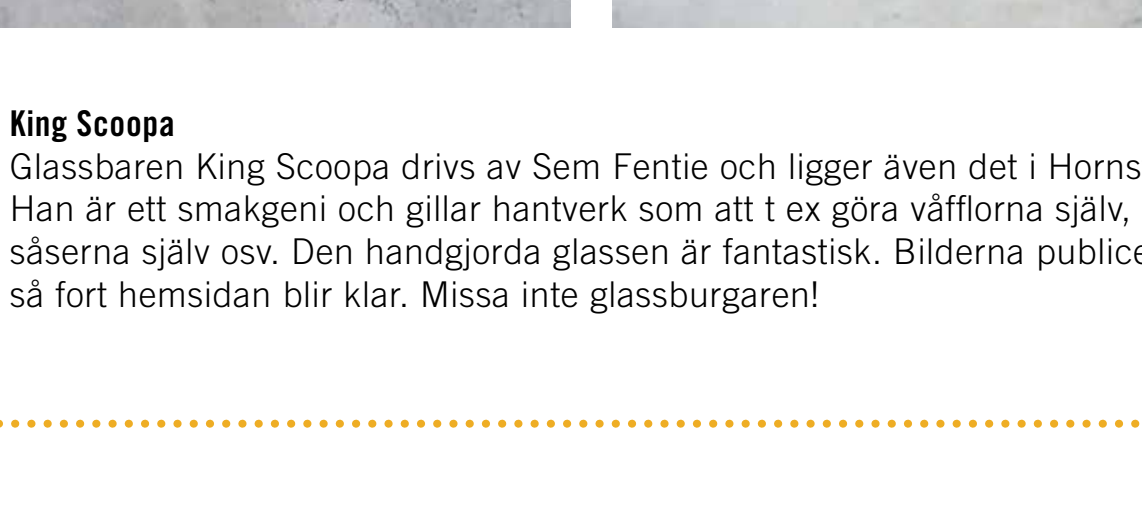 King Scoopa
Glassbaren King Scoopa drivs av Sem Fentie och ligger även det i Horns
Han är ett smakgeni och gillar hantverk som att t ex göra våfflorna själv,
såserna själv osv. Den handgjorda glassen är fantastisk. Bilderna publice
så fort hemsidan blir klar. Missa inte glassburgaren!